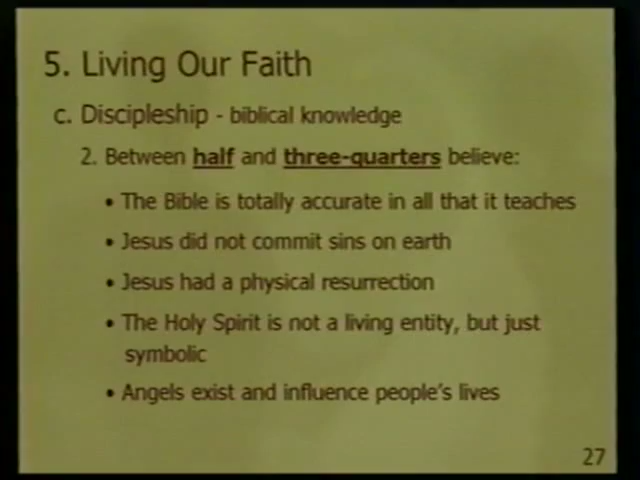 5. Living Our Faith
c. Discipleship - biblical knowledge
2. Between half and three-quarters believe:
• The Bible is totally accurate in all that it teaches
• Jesus did not commit sins on earth
• Jesus had a physical resurrection
• The Holy Spirit is not a living entity, but just
symbolic
• Angels exist and influence people's lives
27